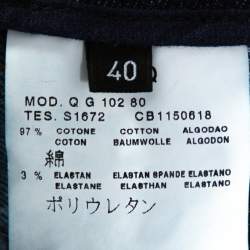 40
MOD. Q G 102 80
TES. S1672 CB1150618
97 % COTONE COTTON ALGODAO
COTON BAUMWOLLE ALGODON
綿
3 % ELASTAN ELASTAN SPANDE ELASTANO
ELASTANE ELASTHAN ELASTANO
ポリウレタン